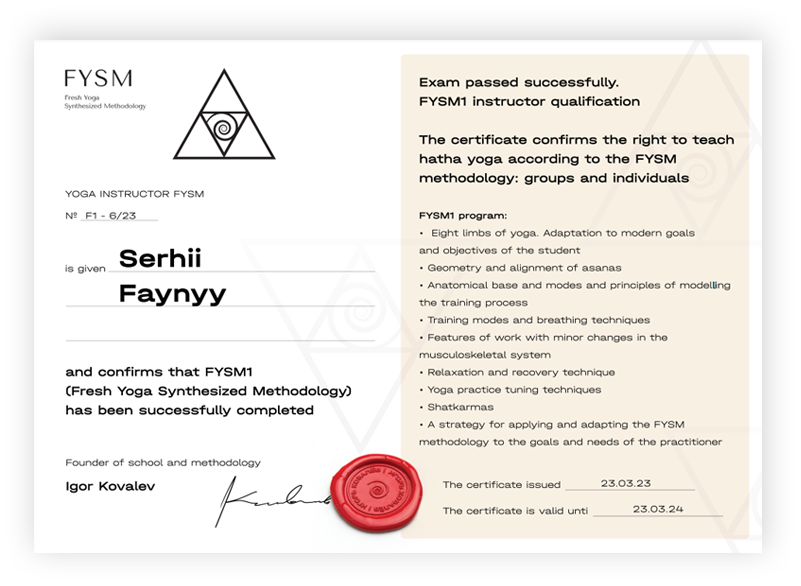 FYSM
Fresh Yoga
Synthesized Methodology
YOGA INSTRUCTOR FYSM
№ F1 - 6/23
is given Serhii
Faynyy
and confirms that FYSM1
(Fresh Yoga Synthesized Methodology)
has been successfully completed
Founder of school and methodology
Igor Kovalev
Exam passed successfully.
FYSM1 instructor qualification
The certificate confirms the right to teach
hatha yoga according to the FYSM
methodology: groups and individuals
FYSM1 program:
• Eight limbs of yoga. Adaptation to modern goals
and objectives of the student
• Geometry and alignment of asanas
• Anatomical base and modes and principles of modelling
the training process
• Training modes and breathing techniques
• Features of work with minor changes in the
musculoskeletal system
• Relaxation and recovery technique
• Yoga practice tuning techniques
• Shatkarmas
• A strategy for applying and adapting the FYSM
methodology to the goals and needs of the practitioner
The certificate issued 23.03.23
The certificate is valid unti 23.03.24